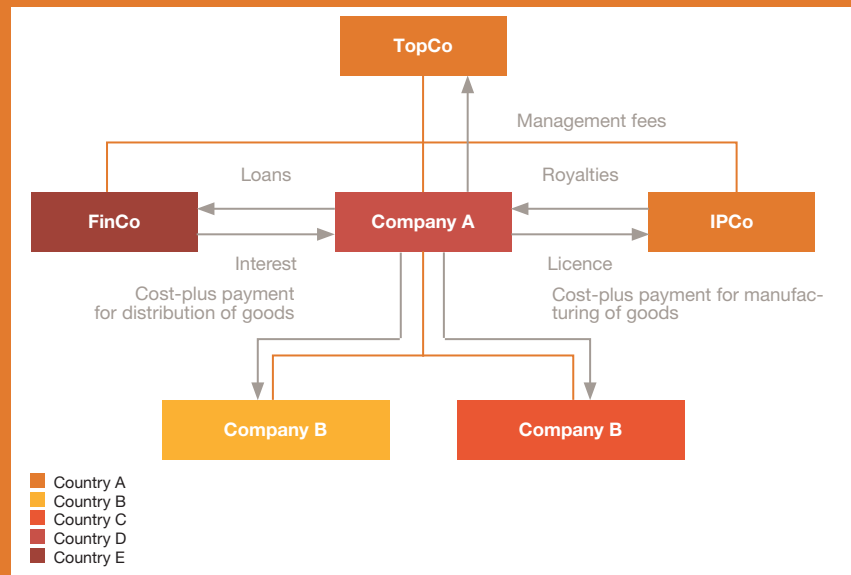 TopCo
Management fees
Loans
Royalties
FinCo
Company A
IPCo
Interest
Licence
Cost-plus payment
for distribution of goods
Cost-plus payment for manufac-
turing of goods
Company B
Company B
Country A
Country B
Country C
Country D
Country E